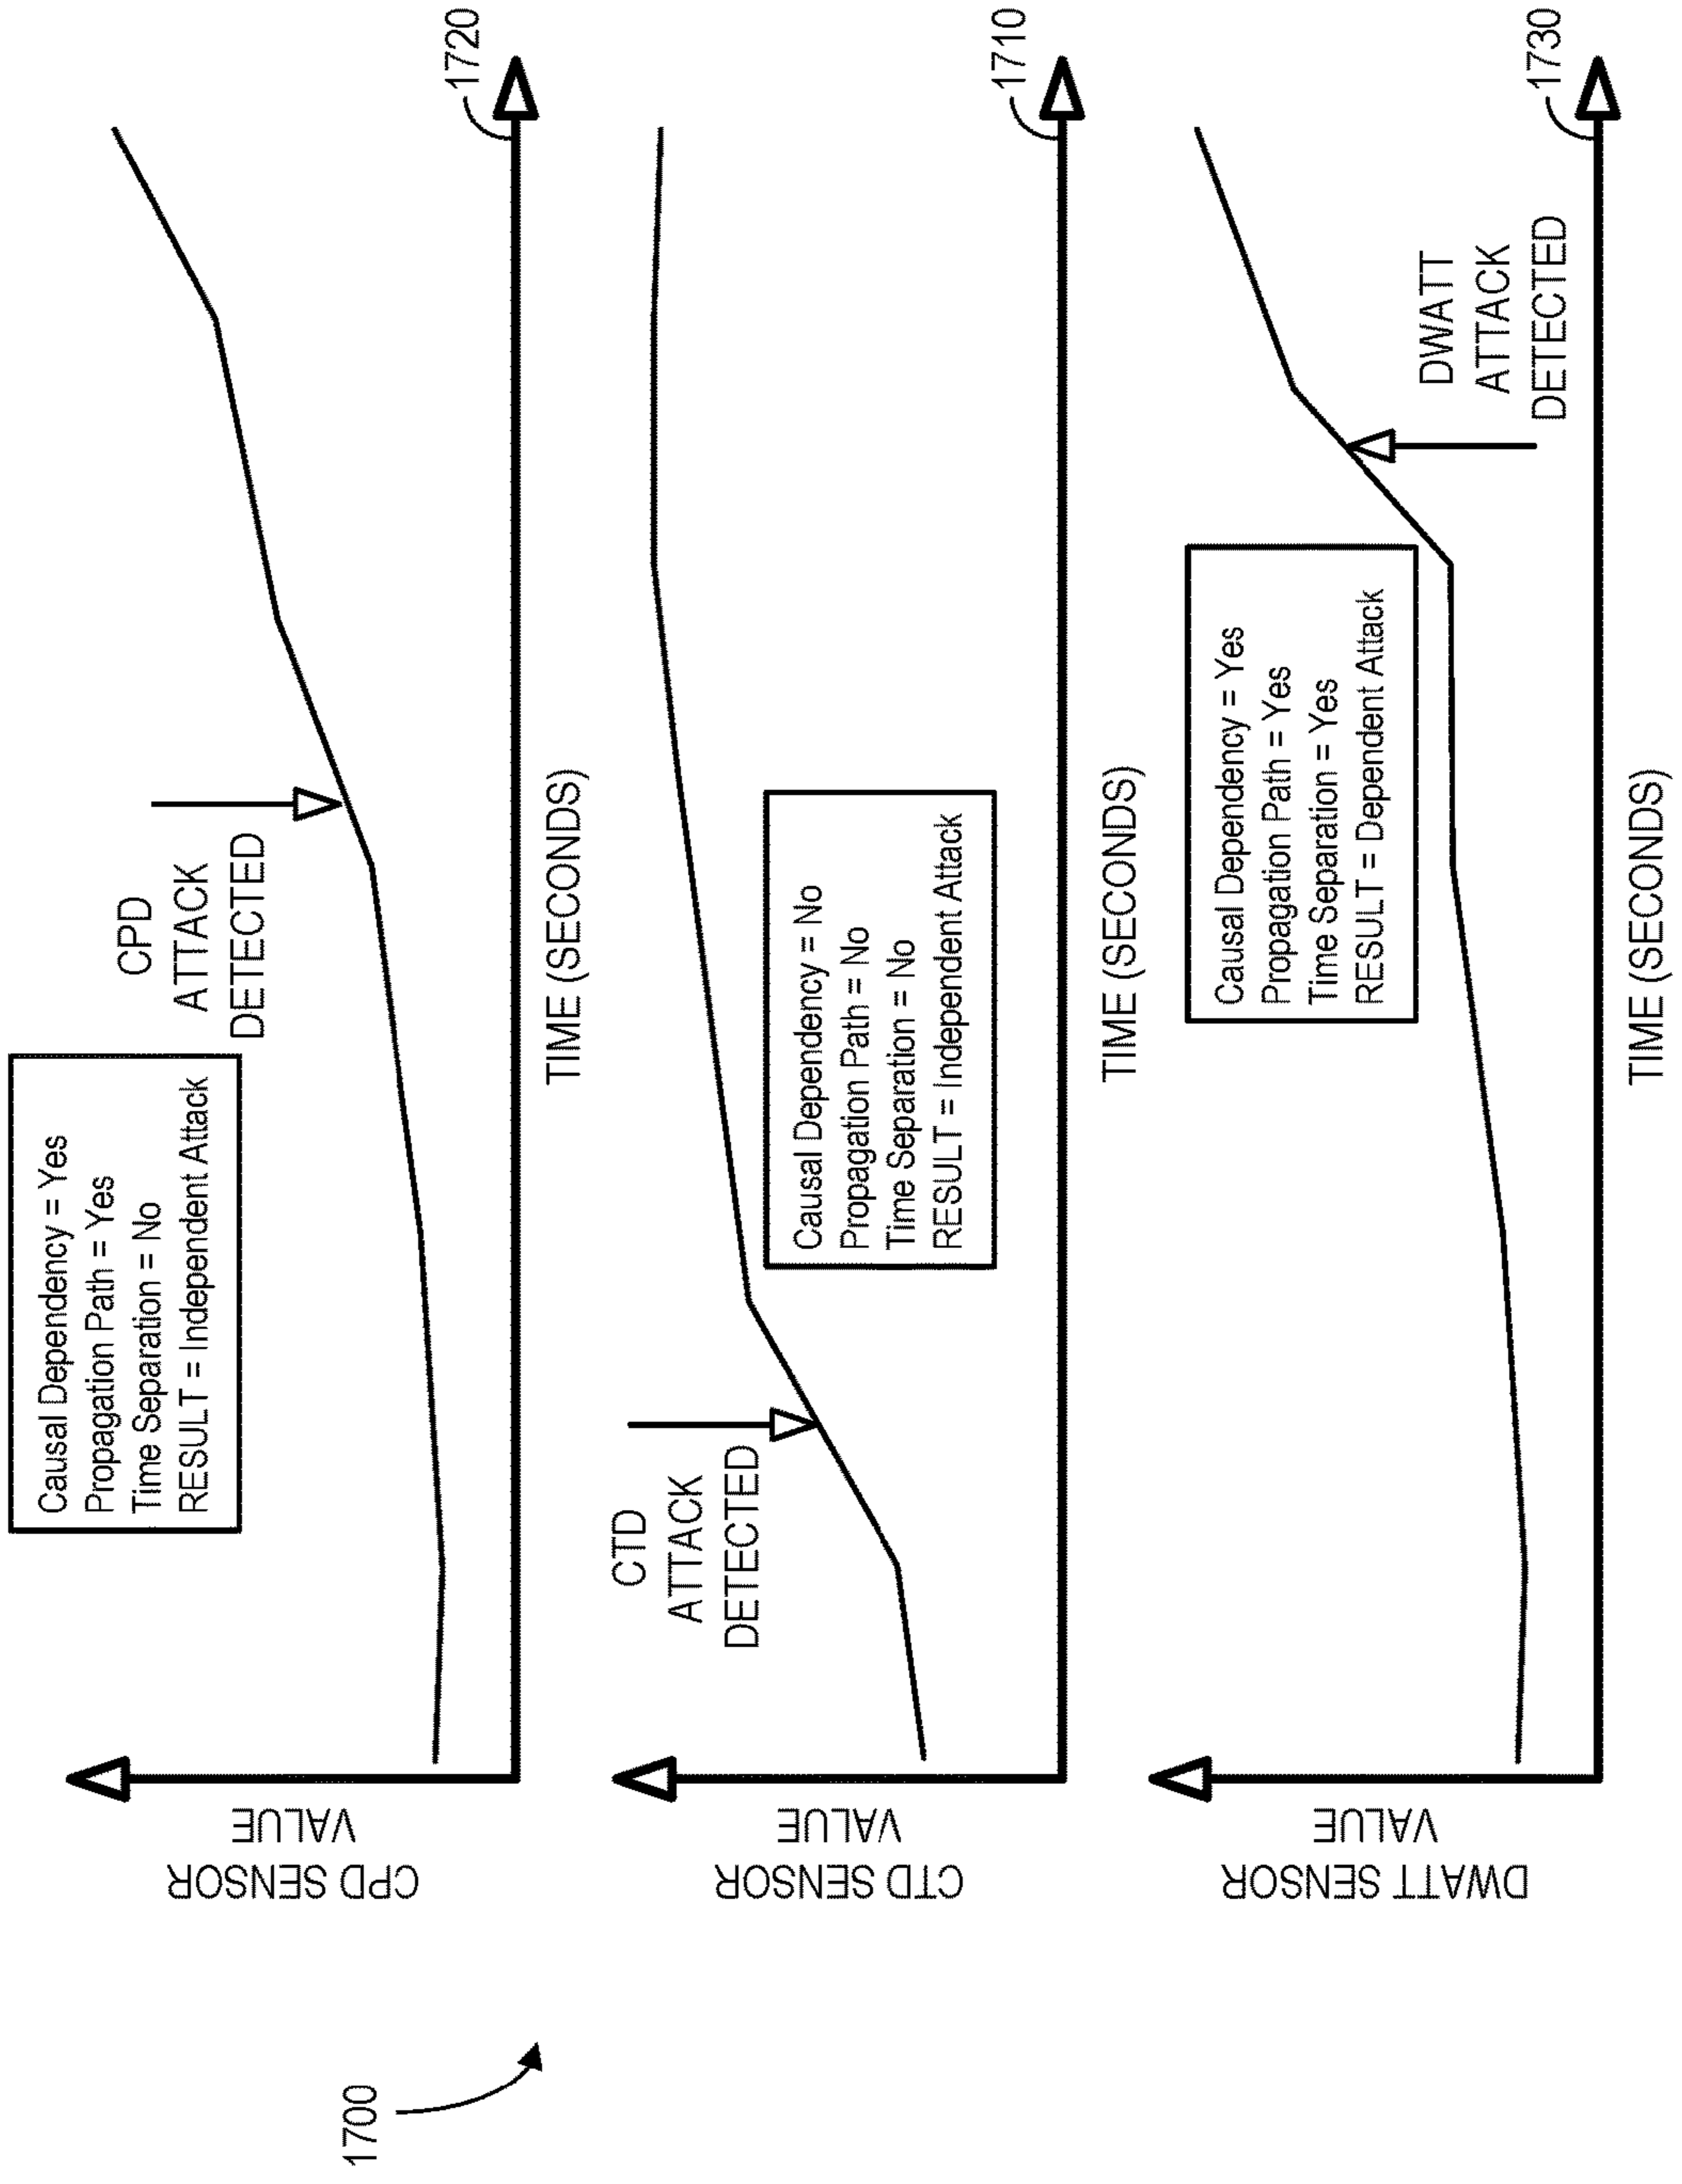 1700
CPD SENSOR
VALUE
Causal Dependency = Yes
Propagation Path = Yes
Time Separation = No
RESULT = Independent Attack
CPD
ATTACK
DETECTED
1720
TIME (SECONDS)
CTD SENSOR
VALUE
CTD
ATTACK
DETECTED
Causal Dependency = No
Propagation Path = No
Time Separation = No
RESULT = Independent Attack
1710
TIME (SECONDS)
DWATT SENSOR
VALUE
Causal Dependency = Yes
Propagation Path = Yes
Time Separation = Yes
RESULT = Dependent Attack
DWATT
ATTACK
DETECTED
1730
TIME (SECONDS)